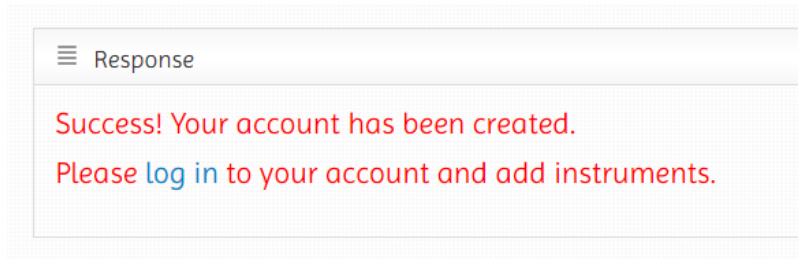 Response
Success! Your account has been created.
Please log in to your account and add instruments.